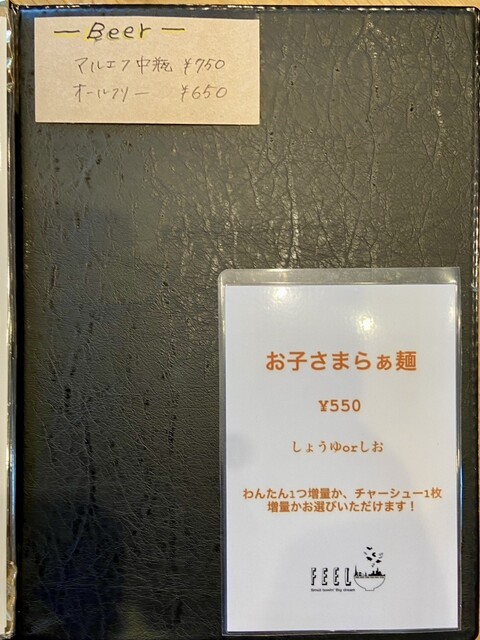 ー Beer ー
マルエフ中瓶 ¥750
オールフリー ¥650
お子さまらぁ麺
¥550
しょうゆorしお
わんたん1つ増量か、チャーシュー1枚
増量かお選びいただけます！
FEEL